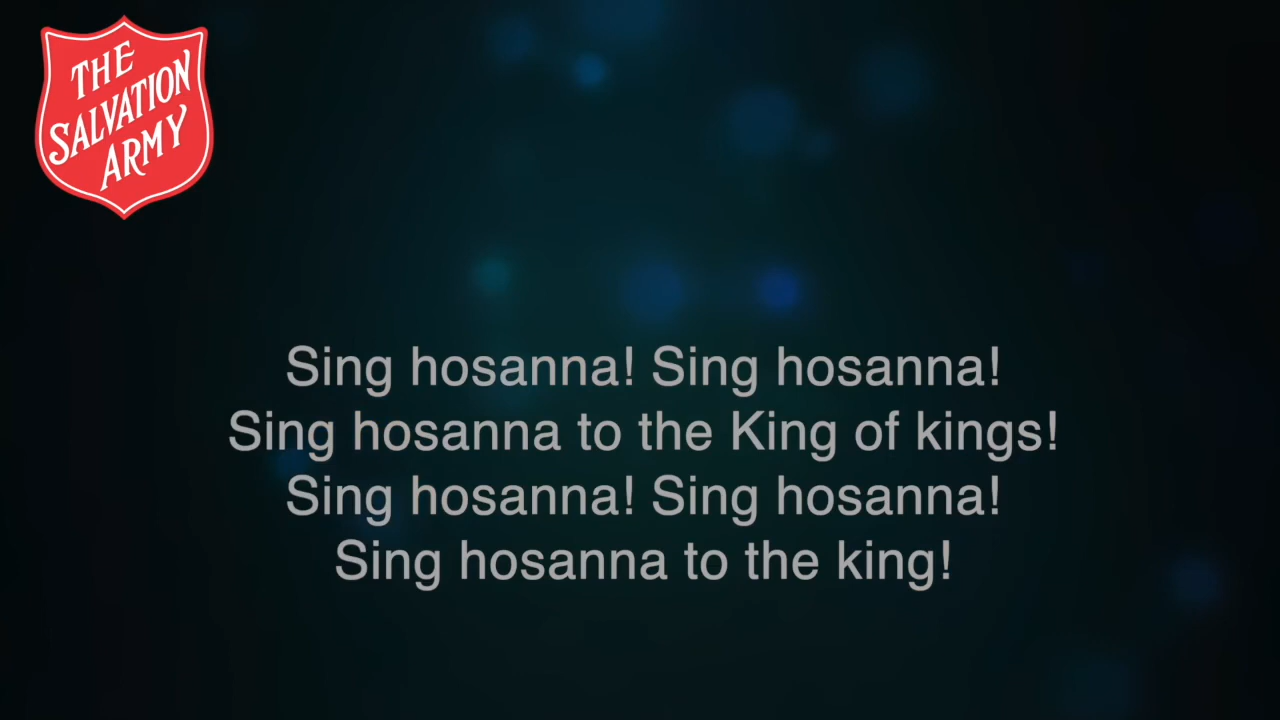 THE
SALVATION
ARMY
Sing hosanna! Sing hosanna!
Sing hosanna to the King of kings!
Sing hosanna! Sing hosanna!
Sing hosanna to the king!